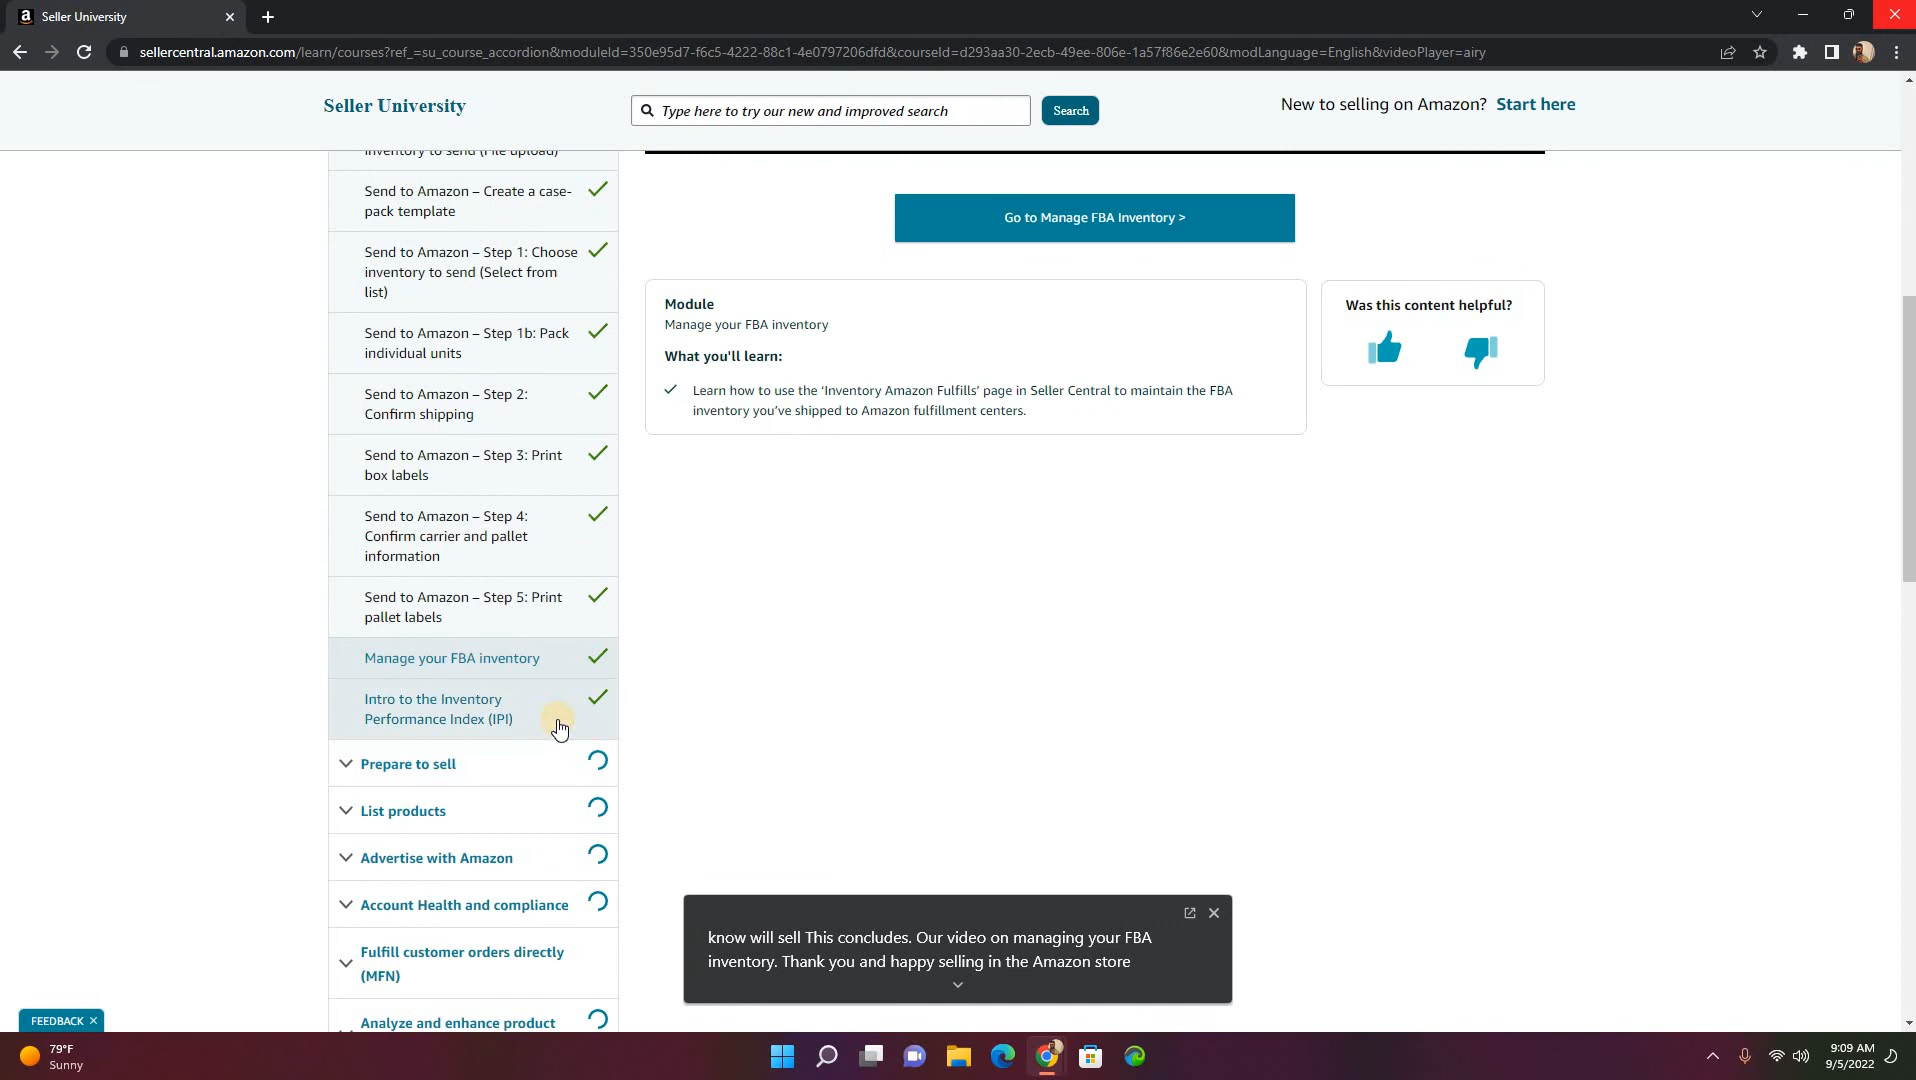 Seller University
sellercentral.amazon.com/learn/courses?ref_=su_course_accordion&moduleId=350e95d7-f6c5-4222-88c1-4e0797206dfd&courseId=d293aa30-2ecb-49ee-806e-1a57f86e2e60&modLanguage=English&videoPlayer=airy
Seller University
Type here to try our new and improved search
Search
New to selling on Amazon? Start here
inventory to send (File upload)
Send to Amazon – Create a case-
pack template
Send to Amazon – Step 1: Choose
inventory to send (Select from
list)
Send to Amazon – Step 1b: Pack
individual units
Send to Amazon – Step 2:
Confirm shipping
Send to Amazon – Step 3: Print
box labels
Send to Amazon – Step 4:
Confirm carrier and pallet
information
Send to Amazon – Step 5: Print
pallet labels
Manage your FBA inventory
Intro to the Inventory
Performance Index (IPI)
Prepare to sell
List products
Advertise with Amazon
Account Health and compliance
Fulfill customer orders directly
(MFN)
Analyze and enhance product
Go to Manage FBA Inventory >
Module
Manage your FBA inventory
What you'll learn:
Learn how to use the ‘Inventory Amazon Fulfills’ page in Seller Central to maintain the FBA
inventory you’ve shipped to Amazon fulfillment centers.
Was this content helpful?
know will sell This concludes. Our video on managing your FBA
inventory. Thank you and happy selling in the Amazon store
FEEDBACK
79°F
Sunny
9:09 AM
9/5/2022